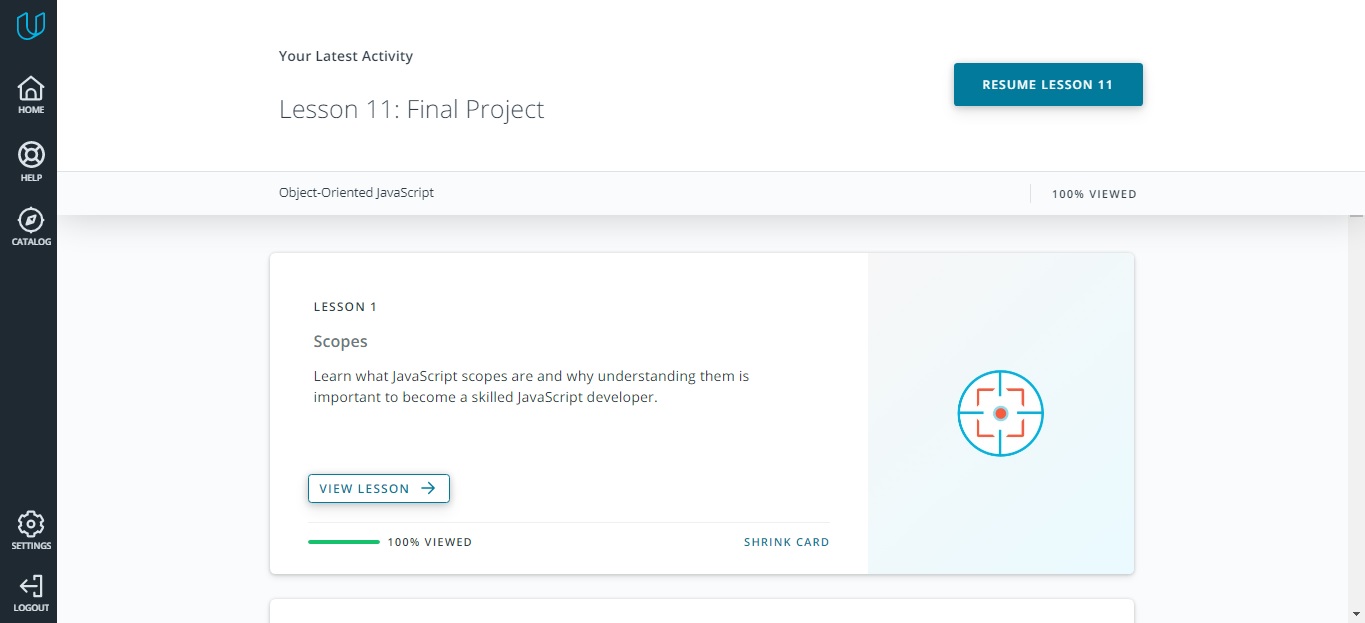 HOME
HELP
CATALOG
SETTINGS
LOGOUT
Your Latest Activity
Lesson 11: Final Project
RESUME LESSON 11
Object-Oriented JavaScript
100% VIEWED
LESSON 1
Scopes
Learn what JavaScript scopes are and why understanding them is
important to become a skilled JavaScript developer.
VIEW LESSON
100% VIEWED
SHRINK CARD